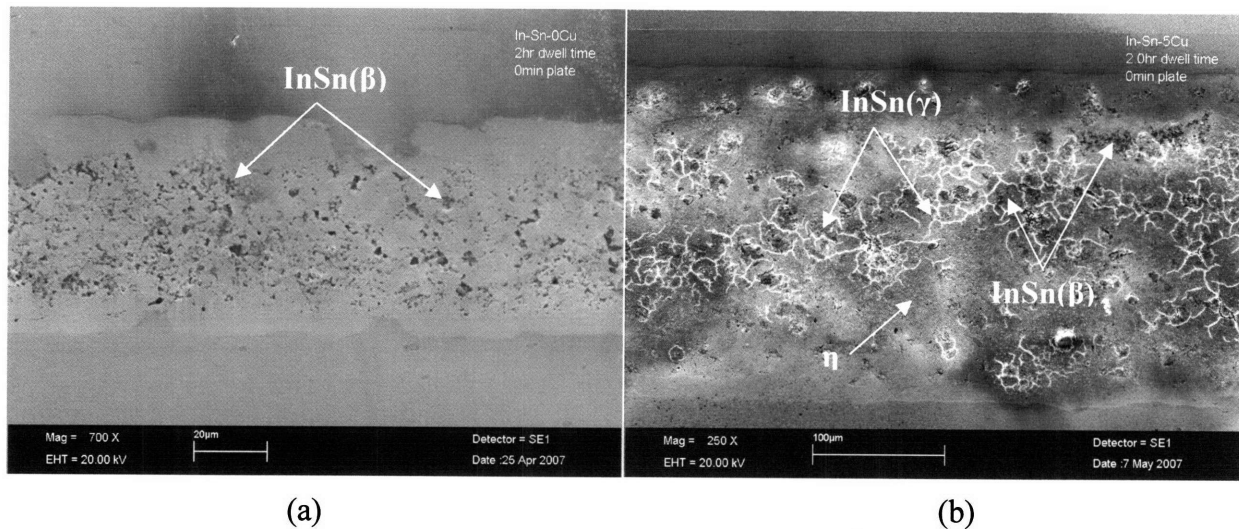 In-Sn-0Cu
2hr dwell time
0min plate
InSn(β)
Mag = 700 X
20µm
Detector = SE1
EHT = 20.00 kV
Date :25 Apr 2007
(a)
In-Sn-5Cu
2.0hr dwell time
0min plate
InSn(γ)
InSn(β)
η
Mag = 250 X
100µm
Detector = SE1
EHT = 20.00 kV
Date :7 May 2007
(b)